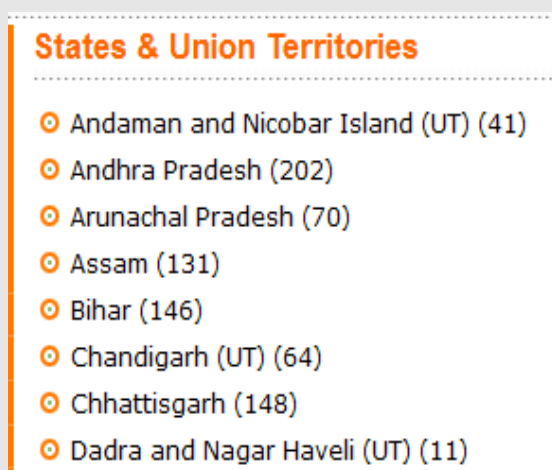 States & Union Territories
Andaman and Nicobar Island (UT) (41)
Andhra Pradesh (202)
Arunachal Pradesh (70)
Assam (131)
Bihar (146)
Chandigarh (UT) (64)
Chhattisgarh (148)
Dadra and Nagar Haveli (UT) (11)